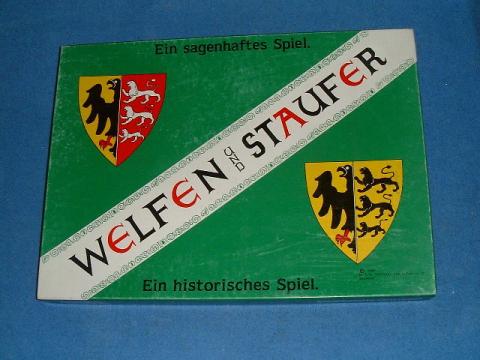 Ein sagenhaftes Spiel.
WELFEN UND STAUFER
Ein historisches Spiel.